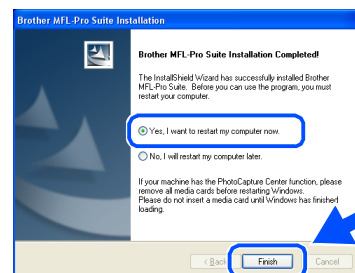 Brother MFL-Pro Suite Installation
Brother MFL-Pro Suite Installation Completed!
The InstallShield Wizard has successfully installed Brother
MFL-Pro Suite. Before you can use the program, you must
restart your computer.
Yes, I want to restart my computer now.
No, I will restart my computer later.
If your machine has the PhotoCapture Center function, please
remove all media cards before restarting Windows.
Please do not insert a media card until Windows has finished
loading.
< Back Finish Cancel